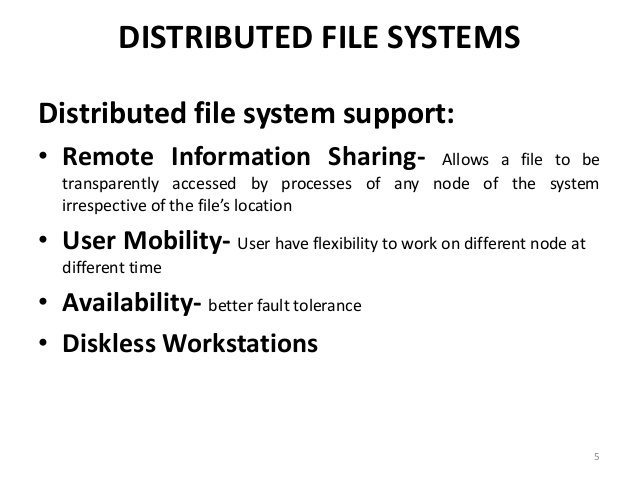 DISTRIBUTED FILE SYSTEMS
Distributed file system support:
• Remote Information Sharing- Allows a file to be
transparently accessed by processes of any node of the system
irrespective of the file’s location
• User Mobility- User have flexibility to work on different node at
different time
• Availability- better fault tolerance
• Diskless Workstations
5